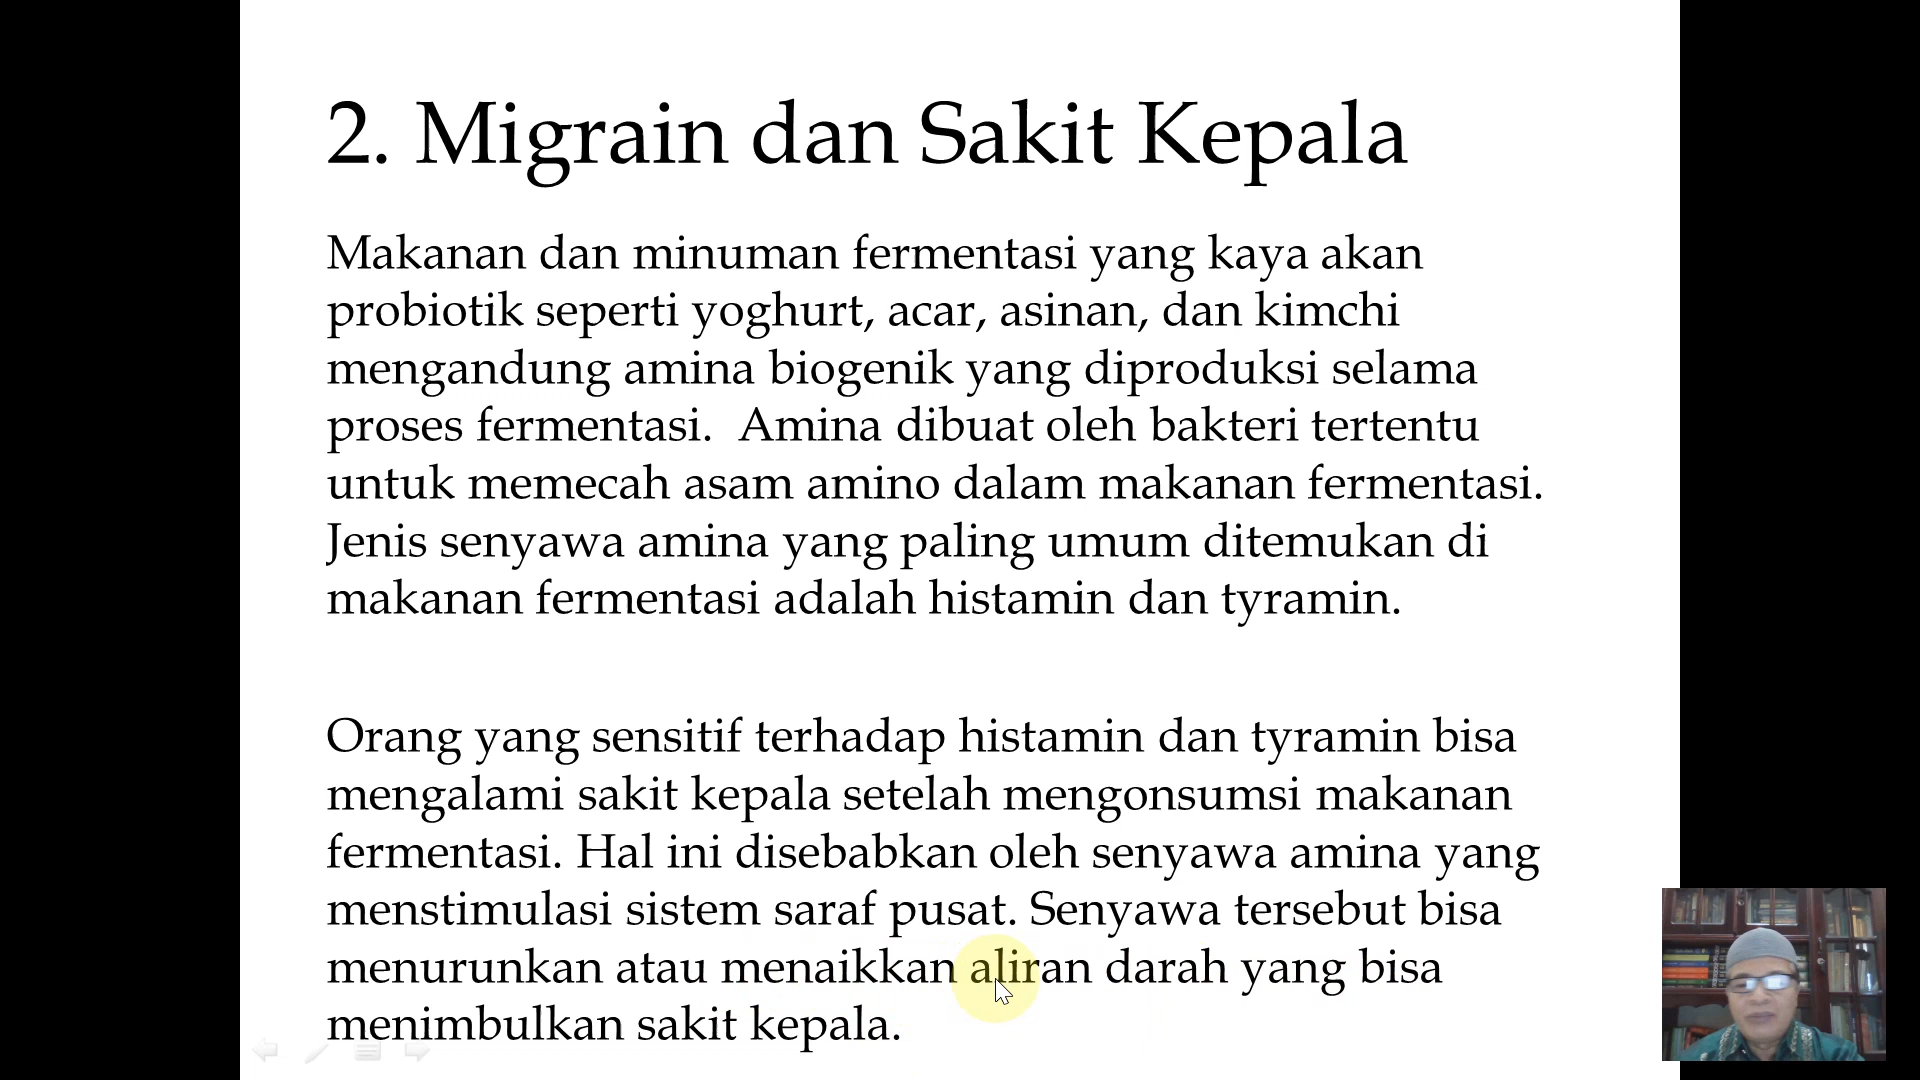 2. Migrain dan Sakit Kepala
Makanan dan minuman fermentasi yang kaya akan
probiotik seperti yoghurt, acar, asinan, dan kimchi
mengandung amina biogenik yang diproduksi selama
proses fermentasi.  Amina dibuat oleh bakteri tertentu
untuk memecah asam amino dalam makanan fermentasi.
Jenis senyawa amina yang paling umum ditemukan di
makanan fermentasi adalah histamin dan tyramin.
Orang yang sensitif terhadap histamin dan tyramin bisa
mengalami sakit kepala setelah mengonsumsi makanan
fermentasi. Hal ini disebabkan oleh senyawa amina yang
menstimulasi sistem saraf pusat. Senyawa tersebut bisa
menurunkan atau menaikkan aliran darah yang bisa
menimbulkan sakit kepala.